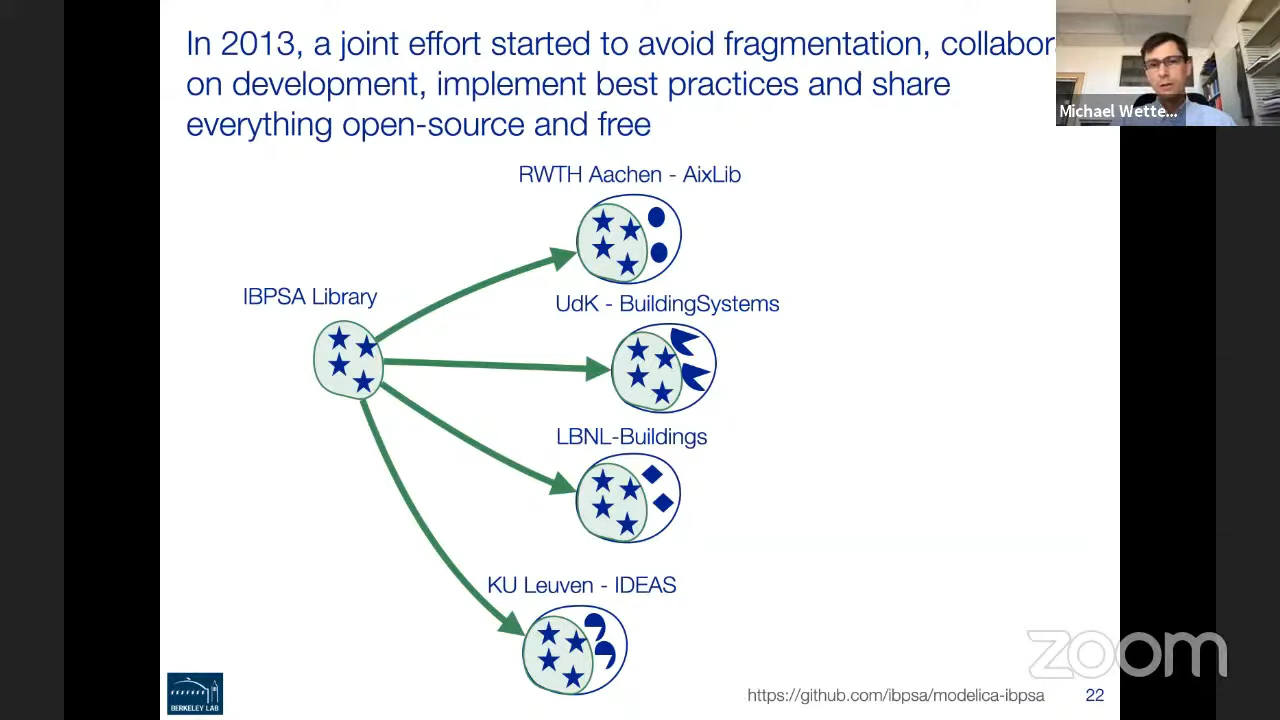 In 2013, a joint effort started to avoid fragmentation, collabor
on development, implement best practices and share
everything open-source and free
Michael Wette...
RWTH Aachen - AixLib
IBPSA Library
UdK - BuildingSystems
LBNL-Buildings
KU Leuven - IDEAS
zoom
BERKELEY LAB
https://github.com/ibpsa/modelica-ibpsa
22